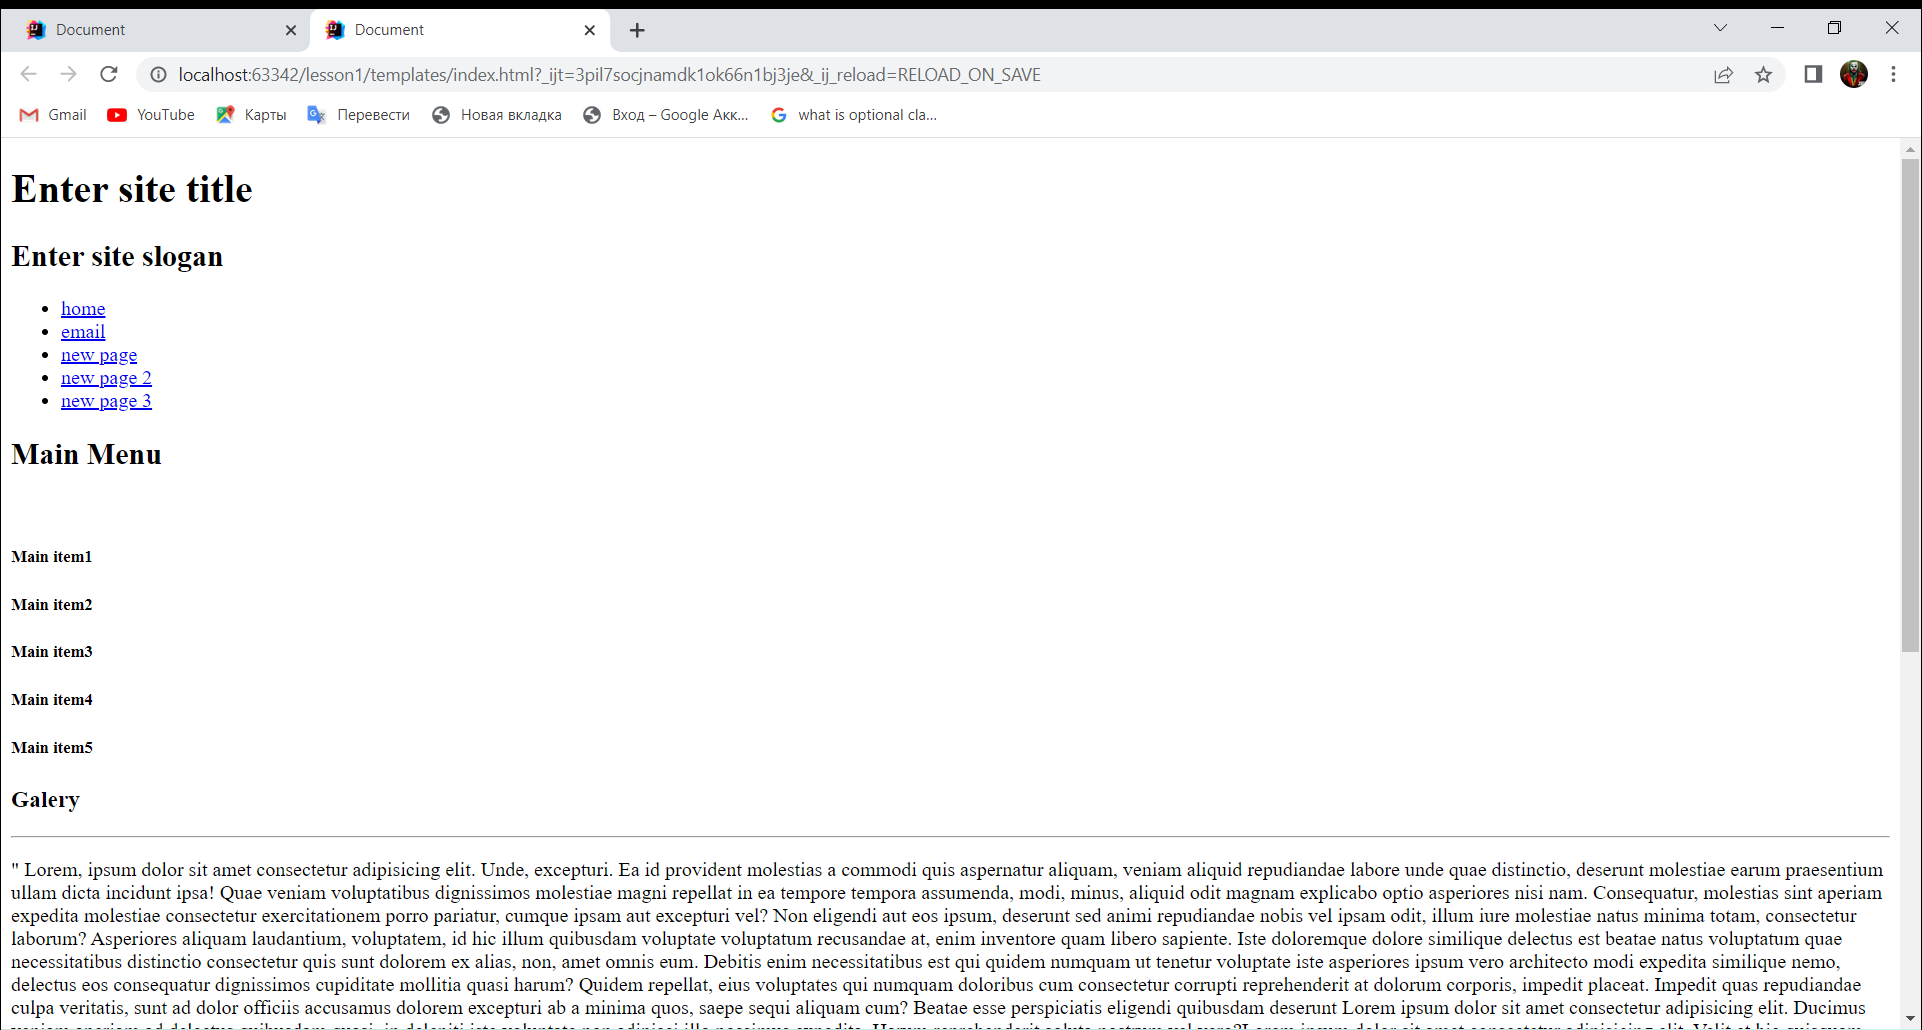 Document
Document
localhost:63342/lesson1/templates/index.html?_ijt=3pil7socjnamdk1ok66n1bj3je&_ij_reload=RELOAD_ON_SAVE
Gmail YouTube Карты Перевести Новая вкладка Вход – Google Акк... what is optional cla...
Enter site title
Enter site slogan
home
email
new page
new page 2
new page 3
Main Menu
Main item1
Main item2
Main item3
Main item4
Main item5
Galery
" Lorem, ipsum dolor sit amet consectetur adipisicing elit. Unde, excepturi. Ea id provident molestias a commodi quis aspernatur aliquam, veniam aliquid repudiandae labore unde quae distinctio, deserunt molestiae earum praesentium
ullam dicta incidunt ipsa! Quae veniam voluptatibus dignissimos molestiae magni repellat in ea tempore tempora assumenda, modi, minus, aliquid odit magnam explicabo optio asperiores nisi nam. Consequatur, molestias sint aperiam
expedita molestiae consectetur exercitationem porro pariatur, cumque ipsam aut excepturi vel? Non eligendi aut eos ipsum, deserunt sed animi repudiandae nobis vel ipsam odit, illum iure molestiae natus minima totam, consectetur
laborum? Asperiores aliquam laudantium, voluptatem, id hic illum quibusdam voluptate voluptatum recusandae at, enim inventore quam libero sapiente. Iste doloremque dolore similique delectus est beatae natus voluptatum quae
necessitatibus distinctio consectetur quis sunt dolorem ex alias, non, amet omnis eum. Debitis enim necessitatibus est qui quidem numquam ut tenetur voluptate iste asperiores ipsum vero architecto modi expedita similique nemo,
delectus eos consequatur dignissimos cupiditate mollitia quasi harum? Quidem repellat, eius voluptates qui numquam doloribus cum consectetur corrupti reprehenderit at dolorum corporis, impedit placeat. Impedit quas repudiandae
culpa veritatis, sunt ad dolor officiis accusamus dolorem excepturi ab a minima quos, saepe sequi aliquam cum? Beatae esse perspiciatis eligendi quibusdam deserunt Lorem ipsum dolor sit amet consectetur adipisicing elit. Ducimus